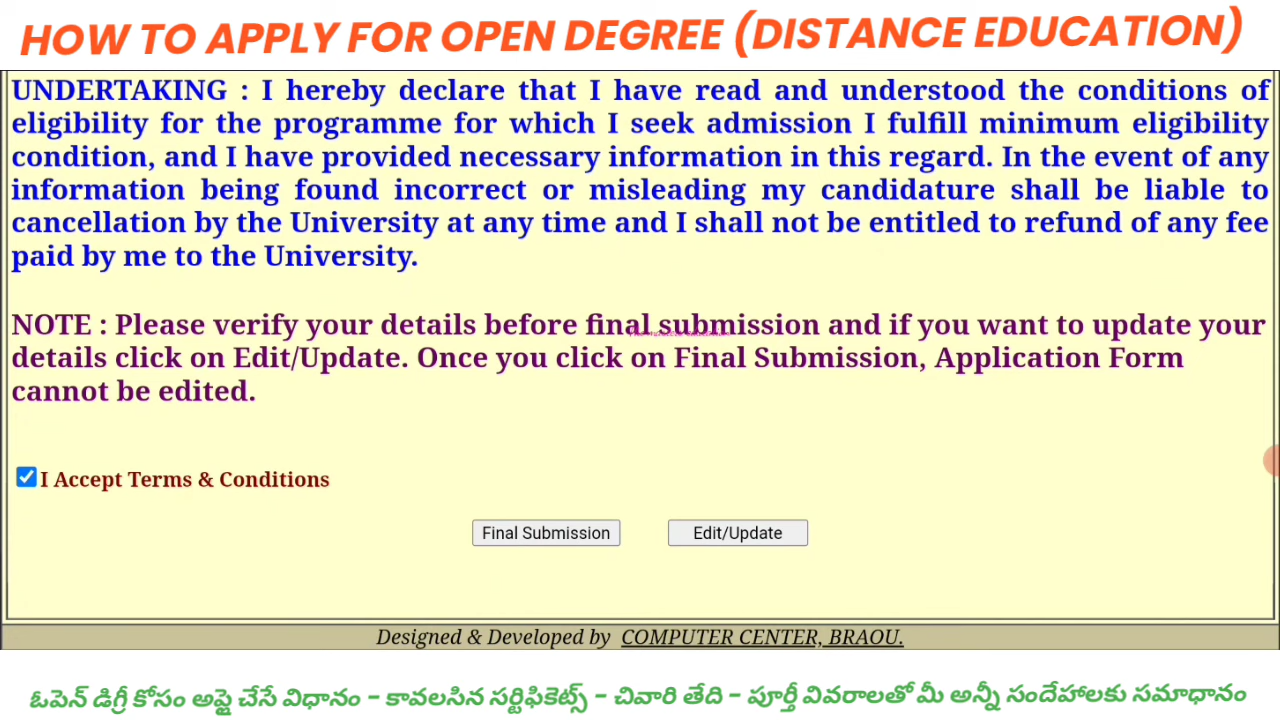 HOW TO APPLY FOR OPEN DEGREE (DISTANCE EDUCATION)
UNDERTAKING : I hereby declare that I have read and understood the conditions of
eligibility for the programme for which I seek admission I fulfill minimum eligibility
condition, and I have provided necessary information in this regard. In the event of any
information being found incorrect or misleading my candidature shall be liable to
cancellation by the University at any time and I shall not be entitled to refund of any fee
paid by me to the University.
NOTE : Please verify your details before final submission and if you want to update your
details click on Edit/Update. Once you click on Final Submission, Application Form
cannot be edited.
I Accept Terms & Conditions
Final Submission Edit/Update
Designed & Developed by COMPUTER CENTER, BRAOU.
ఓపెన్ డిగ్రీ కోసం అప్లై చేసే విధానం - కావలసిన సర్టిఫికెట్స్ - చివారి తేది - పూర్తీ వివరాలతో మీ అన్నీ సందేహాలకు సమాధానం